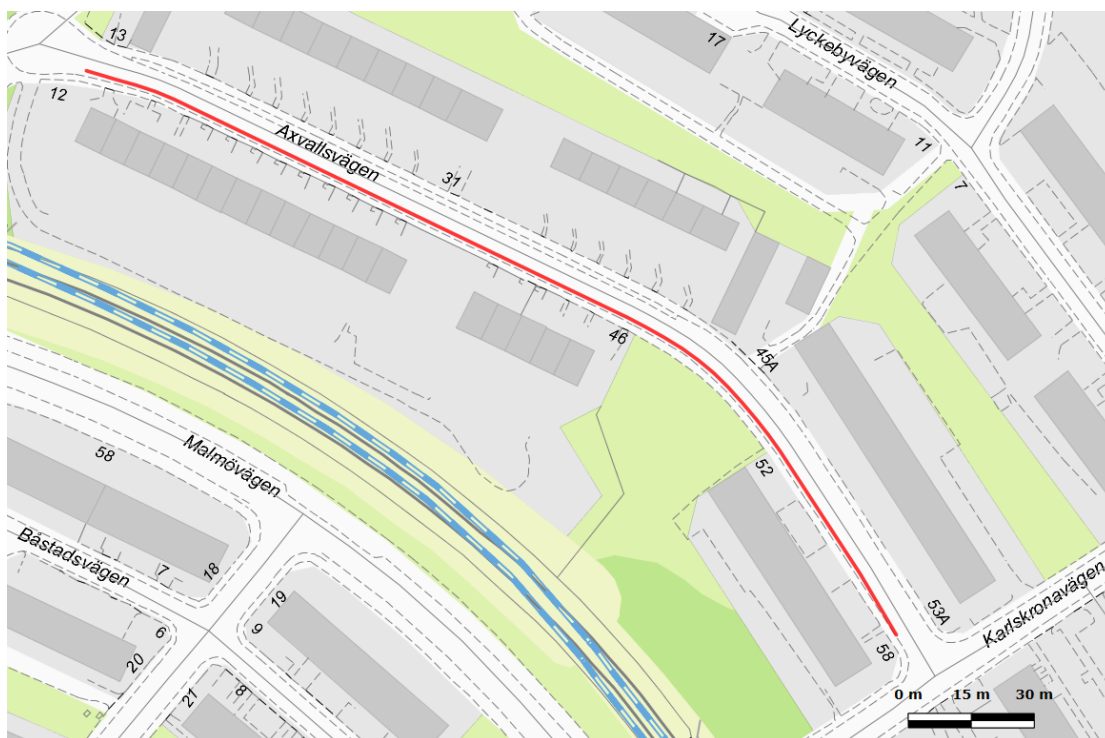 13
17
Lyckebyvägen
12
Axvallsvägen
11
31
7
46
45A
Malmövägen
58
52
Båstadsvägen
7
18
19
53A
Karlskronavägen
6
9
58
20
21
8
0 m 15 m 30 m